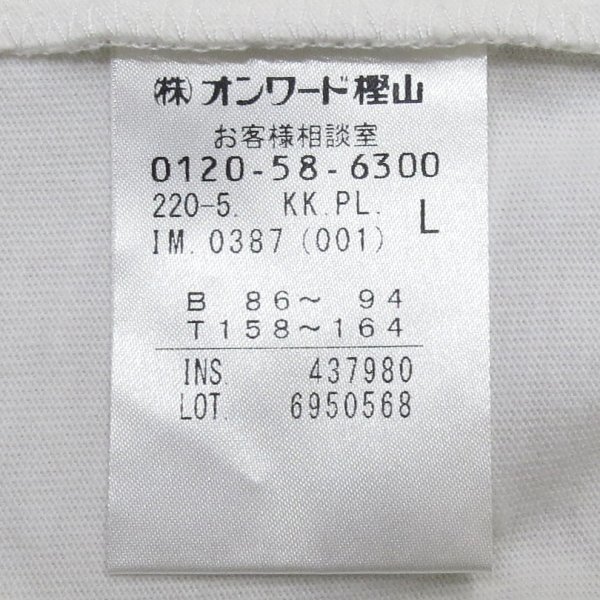 (株)オンワード樫山
お客様相談室
0120-58-6300
220-5. KK.PL. L
IM. 0387 (001)
B 86〜 94
T158〜164
INS. 437980
LOT. 6950568